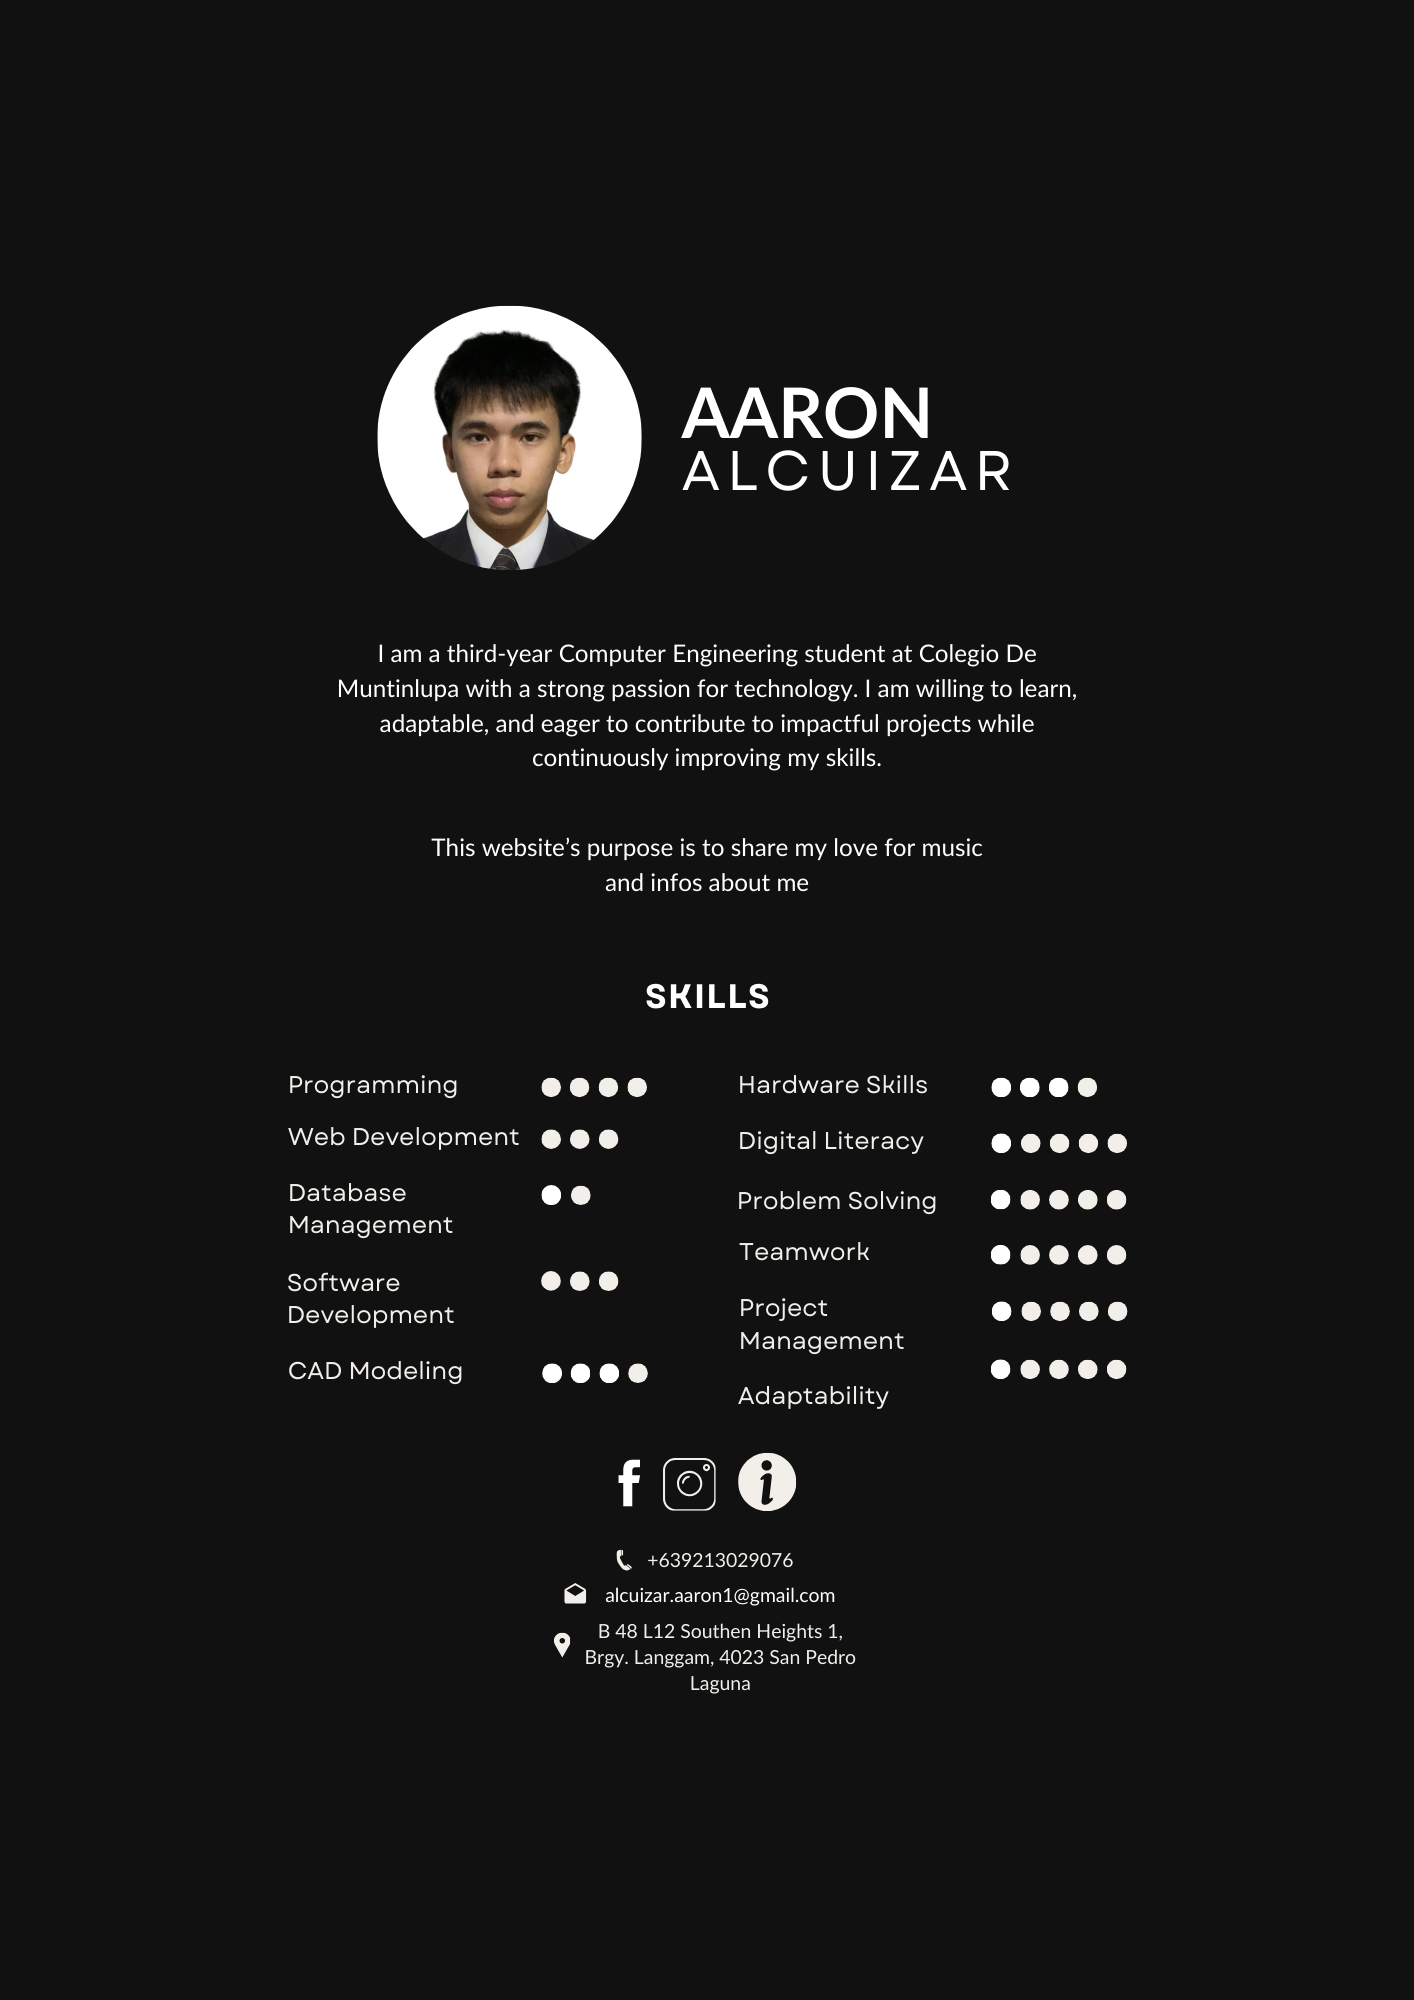 AARON
ALCUIZAR
I am a third-year Computer Engineering student at Colegio De
Muntinlupa with a strong passion for technology. I am willing to learn,
adaptable, and eager to contribute to impactful projects while
continuously improving my skills.
This website’s purpose is to share my love for music
and infos about me
SKILLS
Programming
Web Development
Database
Management
Software
Development
CAD Modeling
Hardware Skills
Digital Literacy
Problem Solving
Teamwork
Project
Management
Adaptability
+639213029076
alcuizar.aaron1@gmail.com
B 48 L12 Southen Heights 1,
Brgy. Langgam, 4023 San Pedro
Laguna